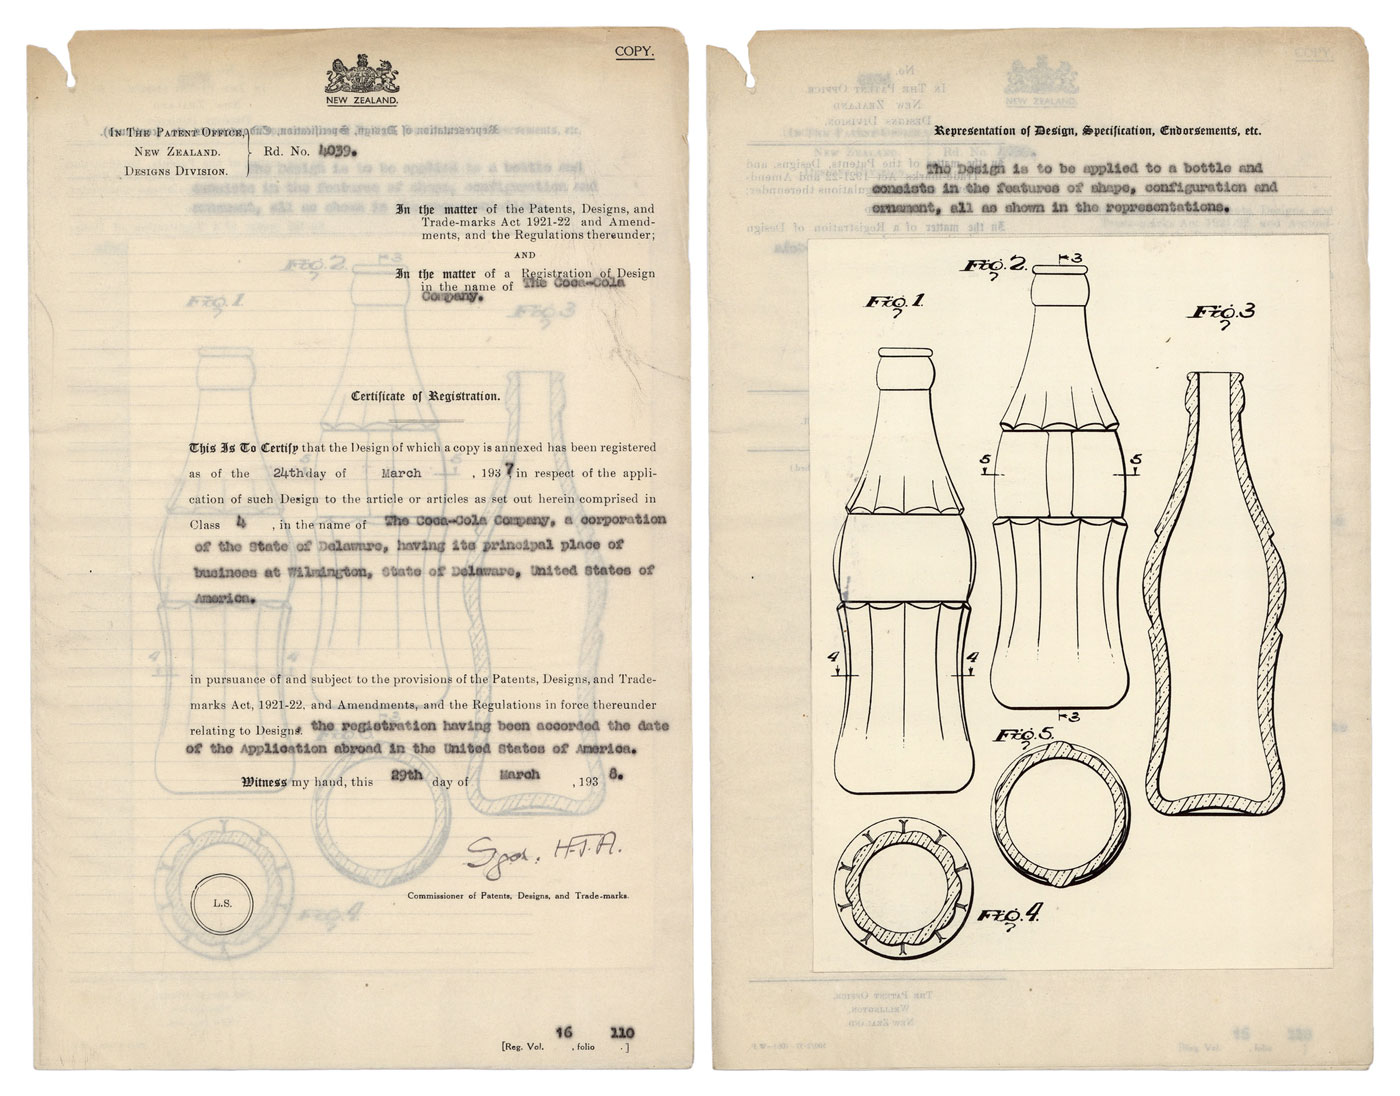 COPY.
NEW ZEALAND.
IN THE PATENT OFFICE,
NEW ZEALAND.
DESIGNS DIVISION.
Rd. No. 4039.
In the matter of the Patents, Designs, and
Trade-marks Act 1921-22 and Amend-
ments, and the Regulations thereunder;
AND
In the matter of a Registration of Design
in the name of The Coca-Cola
Company.
Certificate of Registration.
This Is To Certify that the Design of which a copy is annexed has been registered
as of the 24th day of March , 1937 in respect of the appli-
cation of such Design to the article or articles as set out herein comprised in
Class 4 , in the name of The Coca-Cola Company, a corporation
of the State of Delaware, having its principal place of
business at Wilmington, State of Delaware, United States of
America.
in pursuance of and subject to the provisions of the Patents, Designs, and Trade-
marks Act, 1921-22, and Amendments, and the Regulations in force thereunder
relating to Designs. the registration having been accorded the date
of the Application abroad in the United States of America.
Witness my hand, this 29th day of March , 1938.
Sgd. H.J.A.
L.S.
Commissioner of Patents, Designs, and Trade-marks.
16 110
[Reg. Vol. , folio .]
Representation of Design, Specification, Endorsements, etc.
The Design is to be applied to a bottle and
consists in the features of shape, configuration and
ornament, all as shown in the representations.
FIG. 1.
FIG. 2.
3
FIG. 3
5 5
4 4
3
FIG. 5.
FIG. 4.